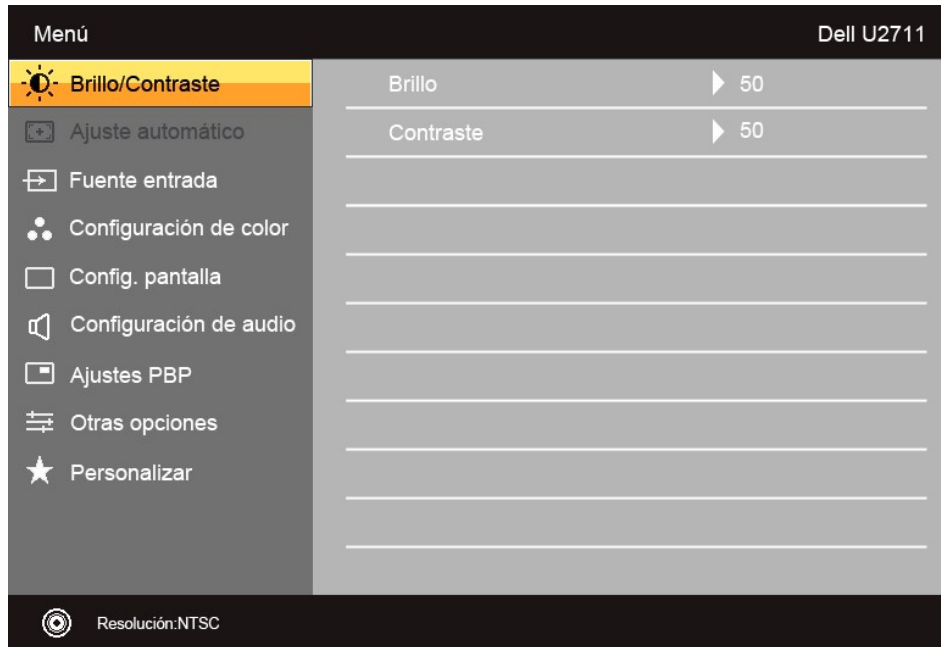 Menú Dell U2711
Brillo/Contraste
Ajuste automático
Fuente entrada
Configuración de color
Config. pantalla
Configuración de audio
Ajustes PBP
Otras opciones
Personalizar
Brillo 50
Contraste 50
Resolución:NTSC